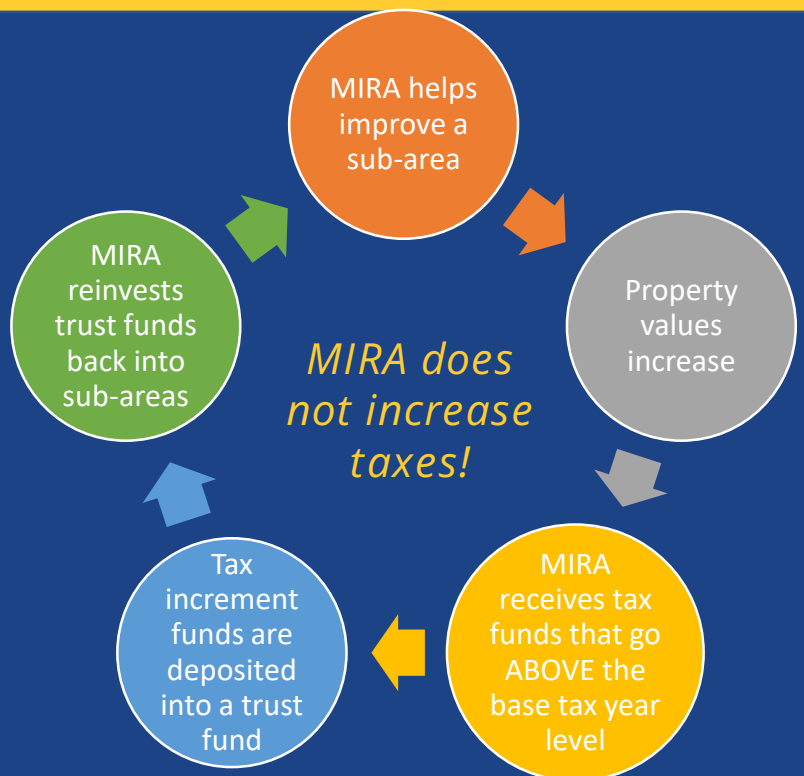 MIRA helps
improve a
sub-area
Property
values
increase
MIRA
receives tax
funds that go
ABOVE the
base tax year
level
Tax
increment
funds are
deposited
into a trust
fund
MIRA
reinvests
trust funds
back into
sub-areas
MIRA does
not increase
taxes!